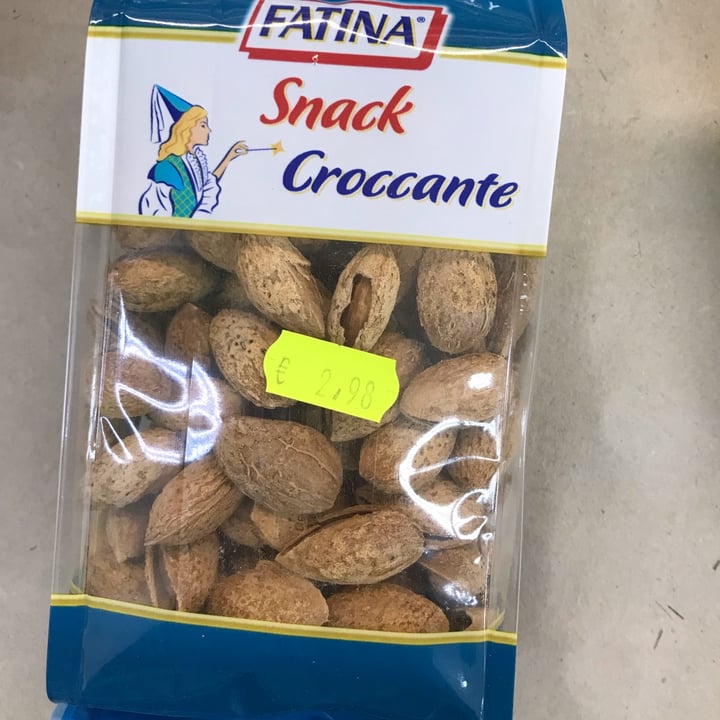 FATINA®
Snack
Croccante
€ 2,98